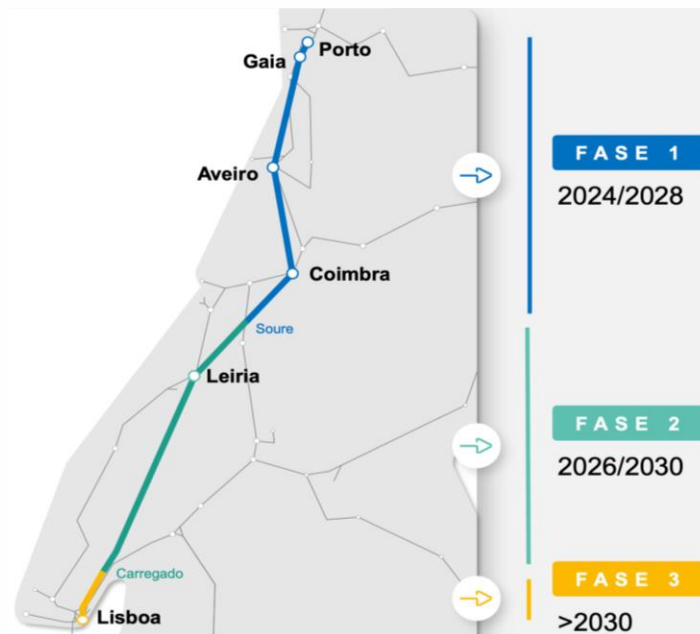 Porto
Gaia
Aveiro
Coimbra
Soure
Leiria
Carregado
Lisboa
FASE 1
2024/2028
FASE 2
2026/2030
FASE 3
>2030